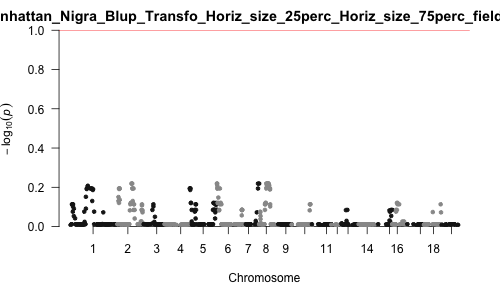 nhattan_Nigra_Blup_Transfo_Horiz_size_25perc_Horiz_size_75perc_field
1.0
0.8
0.6
0.4
0.2
0.0
− log₁₀(p)
1 2 3 4 5 6 7 8 9 11 14 16 18
Chromosome